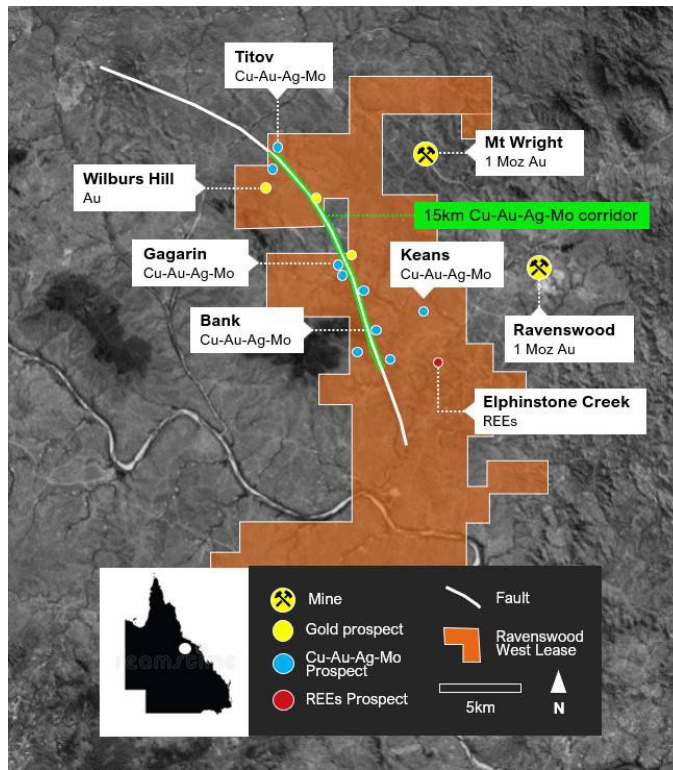 Titov
Cu-Au-Ag-Mo
Mt Wright
1 Moz Au
Wilburs Hill
Au
15km Cu-Au-Ag-Mo corridor
Gagarin
Cu-Au-Ag-Mo
Keans
Cu-Au-Ag-Mo
Bank
Cu-Au-Ag-Mo
Ravenswood
1 Moz Au
Elphinstone Creek
REEs
Mine
Gold prospect
Cu-Au-Ag-Mo
Prospect
REEs Prospect
Fault
Ravenswood
West Lease
5km
N